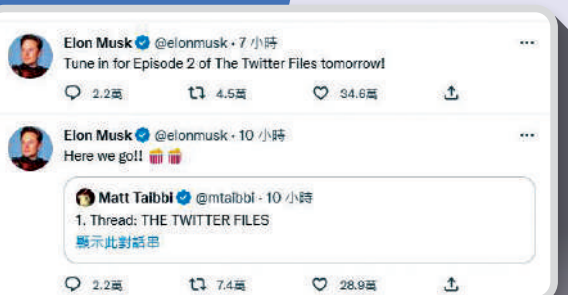 Elon Musk @elonmusk · 7 小時
Tune in for Episode 2 of The Twitter Files tomorrow!
2.2萬 4.5萬 34.6萬
Elon Musk @elonmusk · 10 小時
Here we go!! 🍿🍿
Matt Taibbi @mtaibbi · 10 小時
1. Thread: THE TWITTER FILES
顯示此對話串
2.2萬 7.4萬 28.9萬